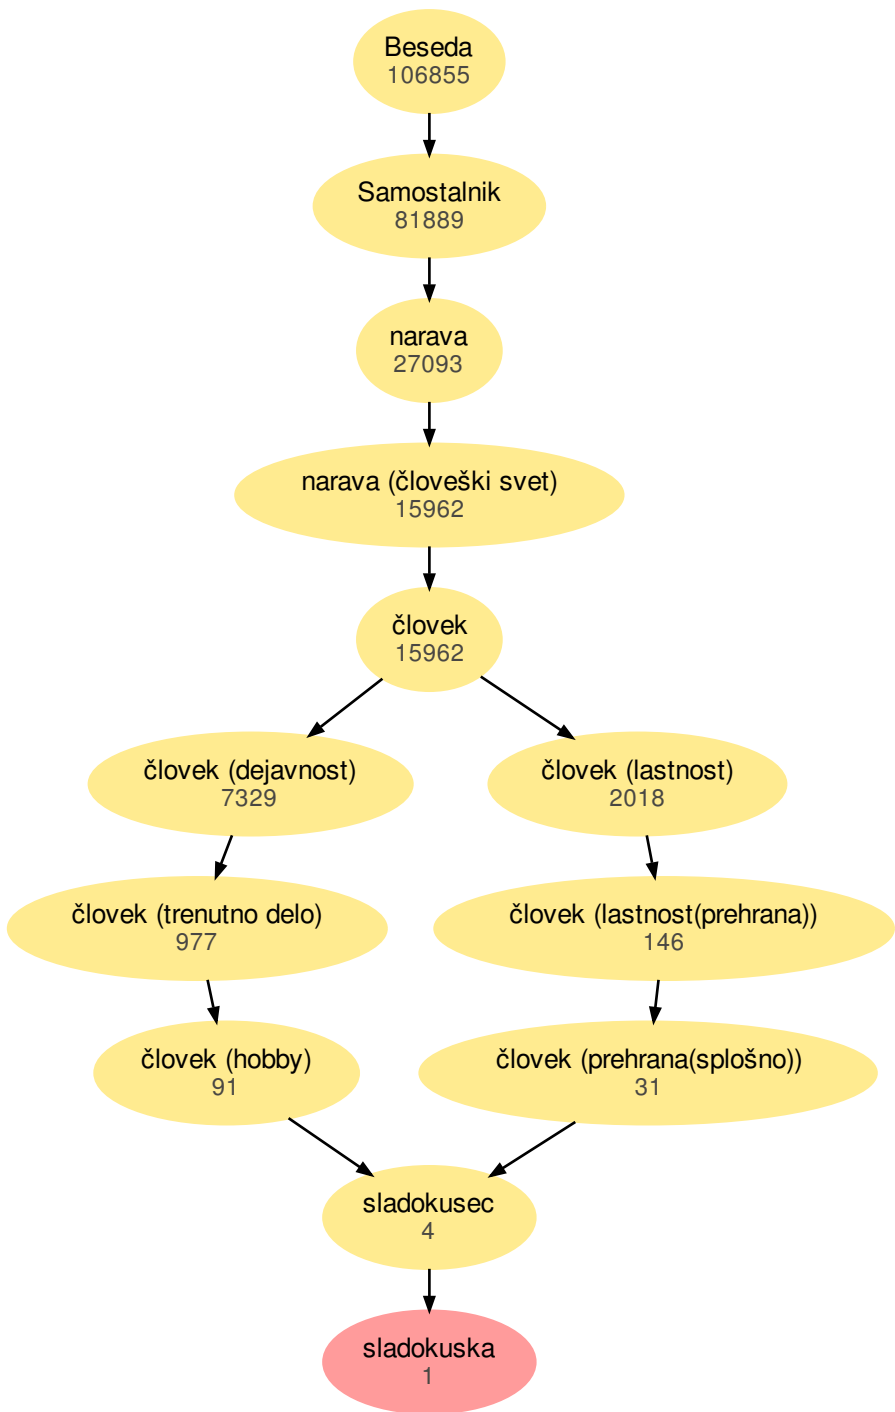 Beseda
106855
Samostalnik
81889
narava
27093
narava (človeški svet)
15962
človek
15962
človek (dejavnost)
7329
človek (lastnost)
2018
človek (trenutno delo)
977
človek (lastnost(prehrana))
146
človek (hobby)
91
človek (prehrana(splošno))
31
sladokusec
4
sladokuska
1